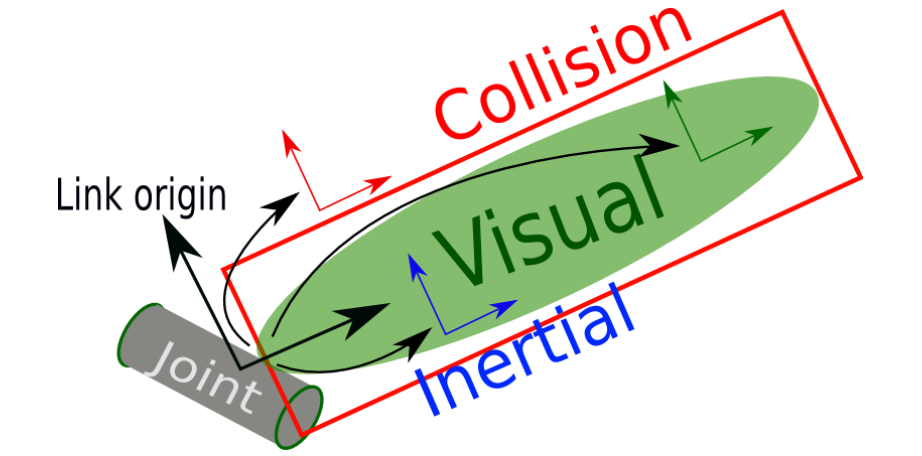 Collision
Link origin
Visual
Inertial
Joint